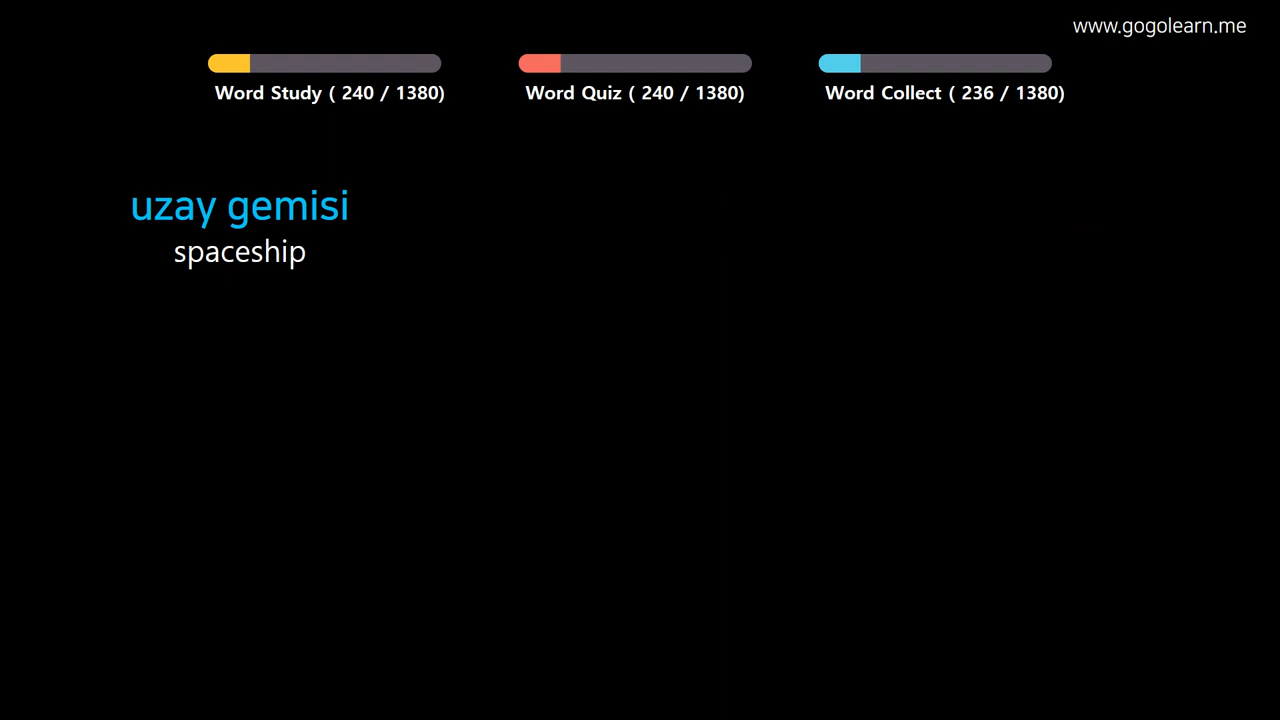 www.gogolearn.me
Word Study ( 240 / 1380)
Word Quiz ( 240 / 1380)
Word Collect ( 236 / 1380)
uzay gemisi
spaceship